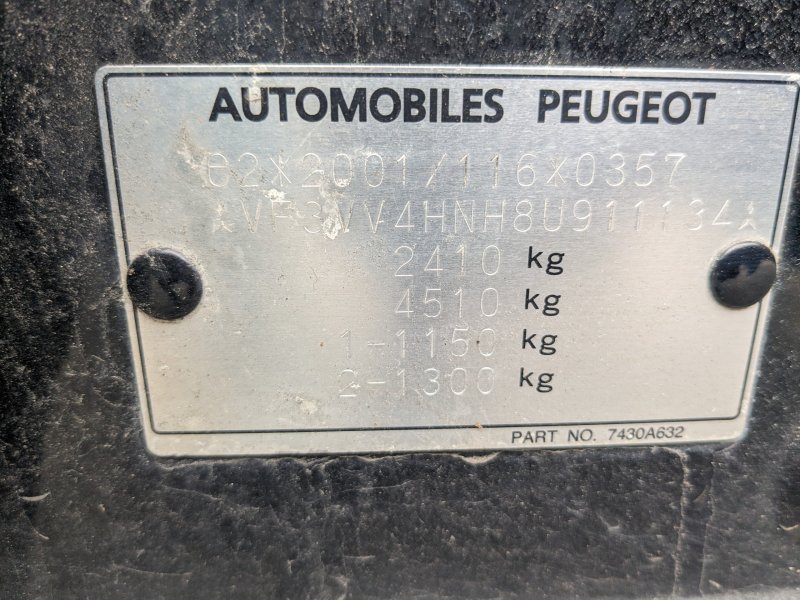 AUTOMOBILES PEUGEOT
e2*2001/116*0357
*VF3VV4HNH8U911134*
2410 kg
4510 kg
1-1150 kg
2-1300 kg
PART NO. 7430A632